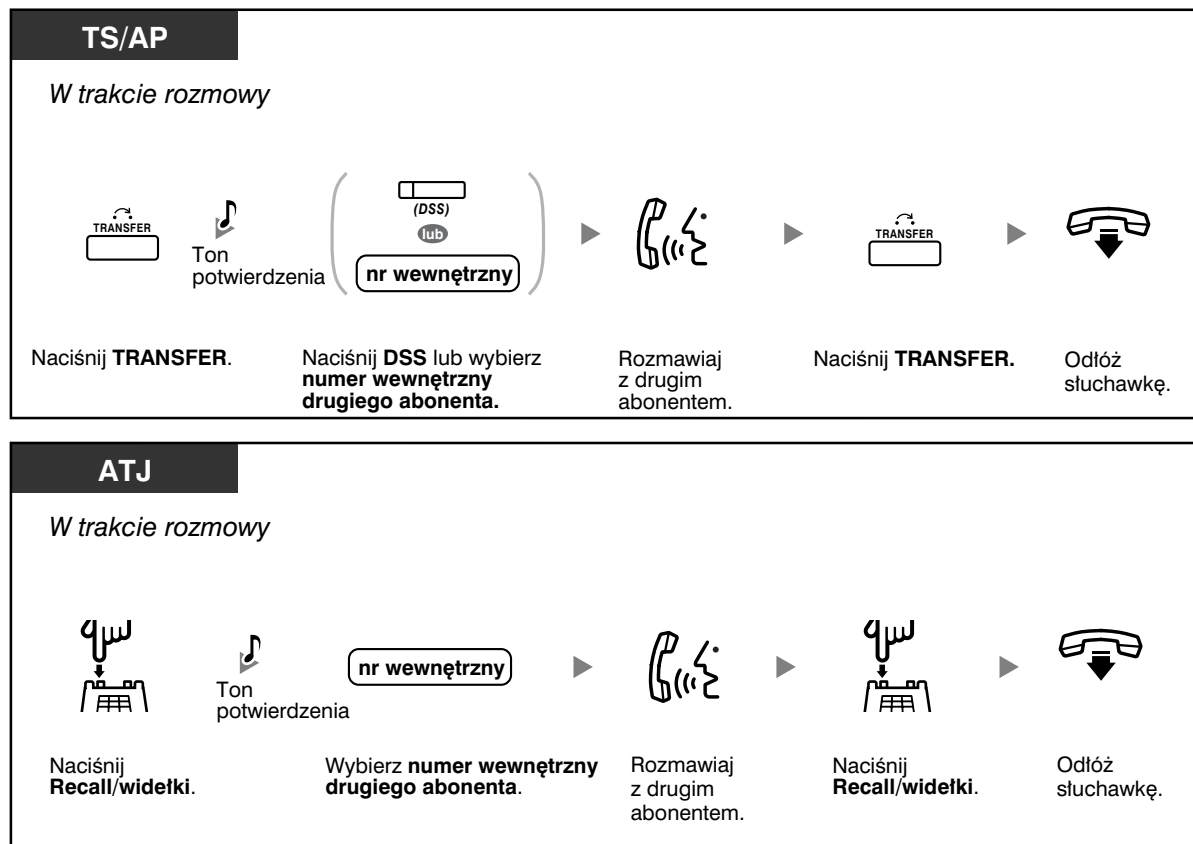 TS/AP
W trakcie rozmowy
TRANSFER
Ton
potwierdzenia
(DSS)
lub
nr wewnętrzny
TRANSFER
Naciśnij TRANSFER.
Naciśnij DSS lub wybierz
numer wewnętrzny
drugiego abonenta.
Rozmawiaj
z drugim
abonentem.
Naciśnij TRANSFER.
Odłóż
słuchawkę.
ATJ
W trakcie rozmowy
Ton
potwierdzenia
nr wewnętrzny
Naciśnij
Recall/widełki.
Wybierz numer wewnętrzny
drugiego abonenta.
Rozmawiaj
z drugim
abonentem.
Naciśnij
Recall/widełki.
Odłóż
słuchawkę.